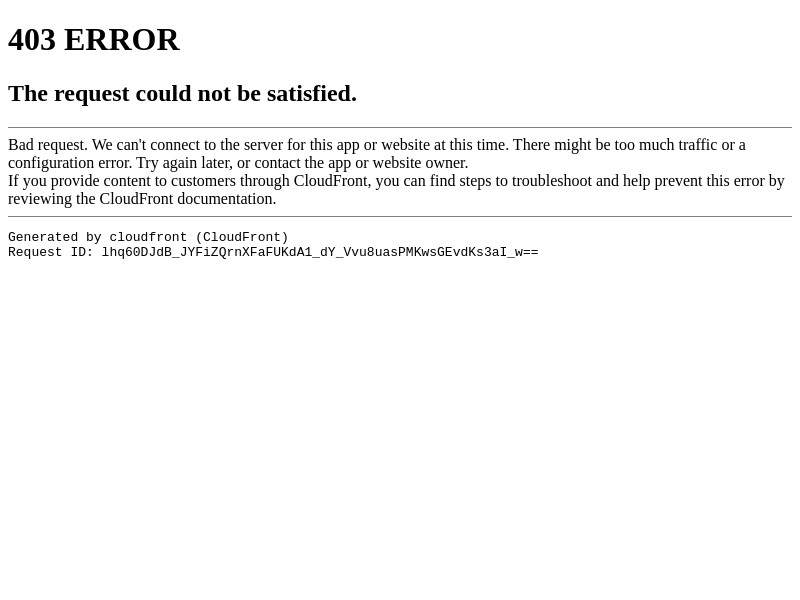 403 ERROR
The request could not be satisfied.
Bad request. We can't connect to the server for this app or website at this time. There might be too much traffic or a
configuration error. Try again later, or contact the app or website owner.
If you provide content to customers through CloudFront, you can find steps to troubleshoot and help prevent this error by
reviewing the CloudFront documentation.
Generated by cloudfront (CloudFront)
Request ID: lhq60DJdB_JYFiZQrnXFaFUKdA1_dY_Vvu8uasPMKwsGEvdKs3aI_w==